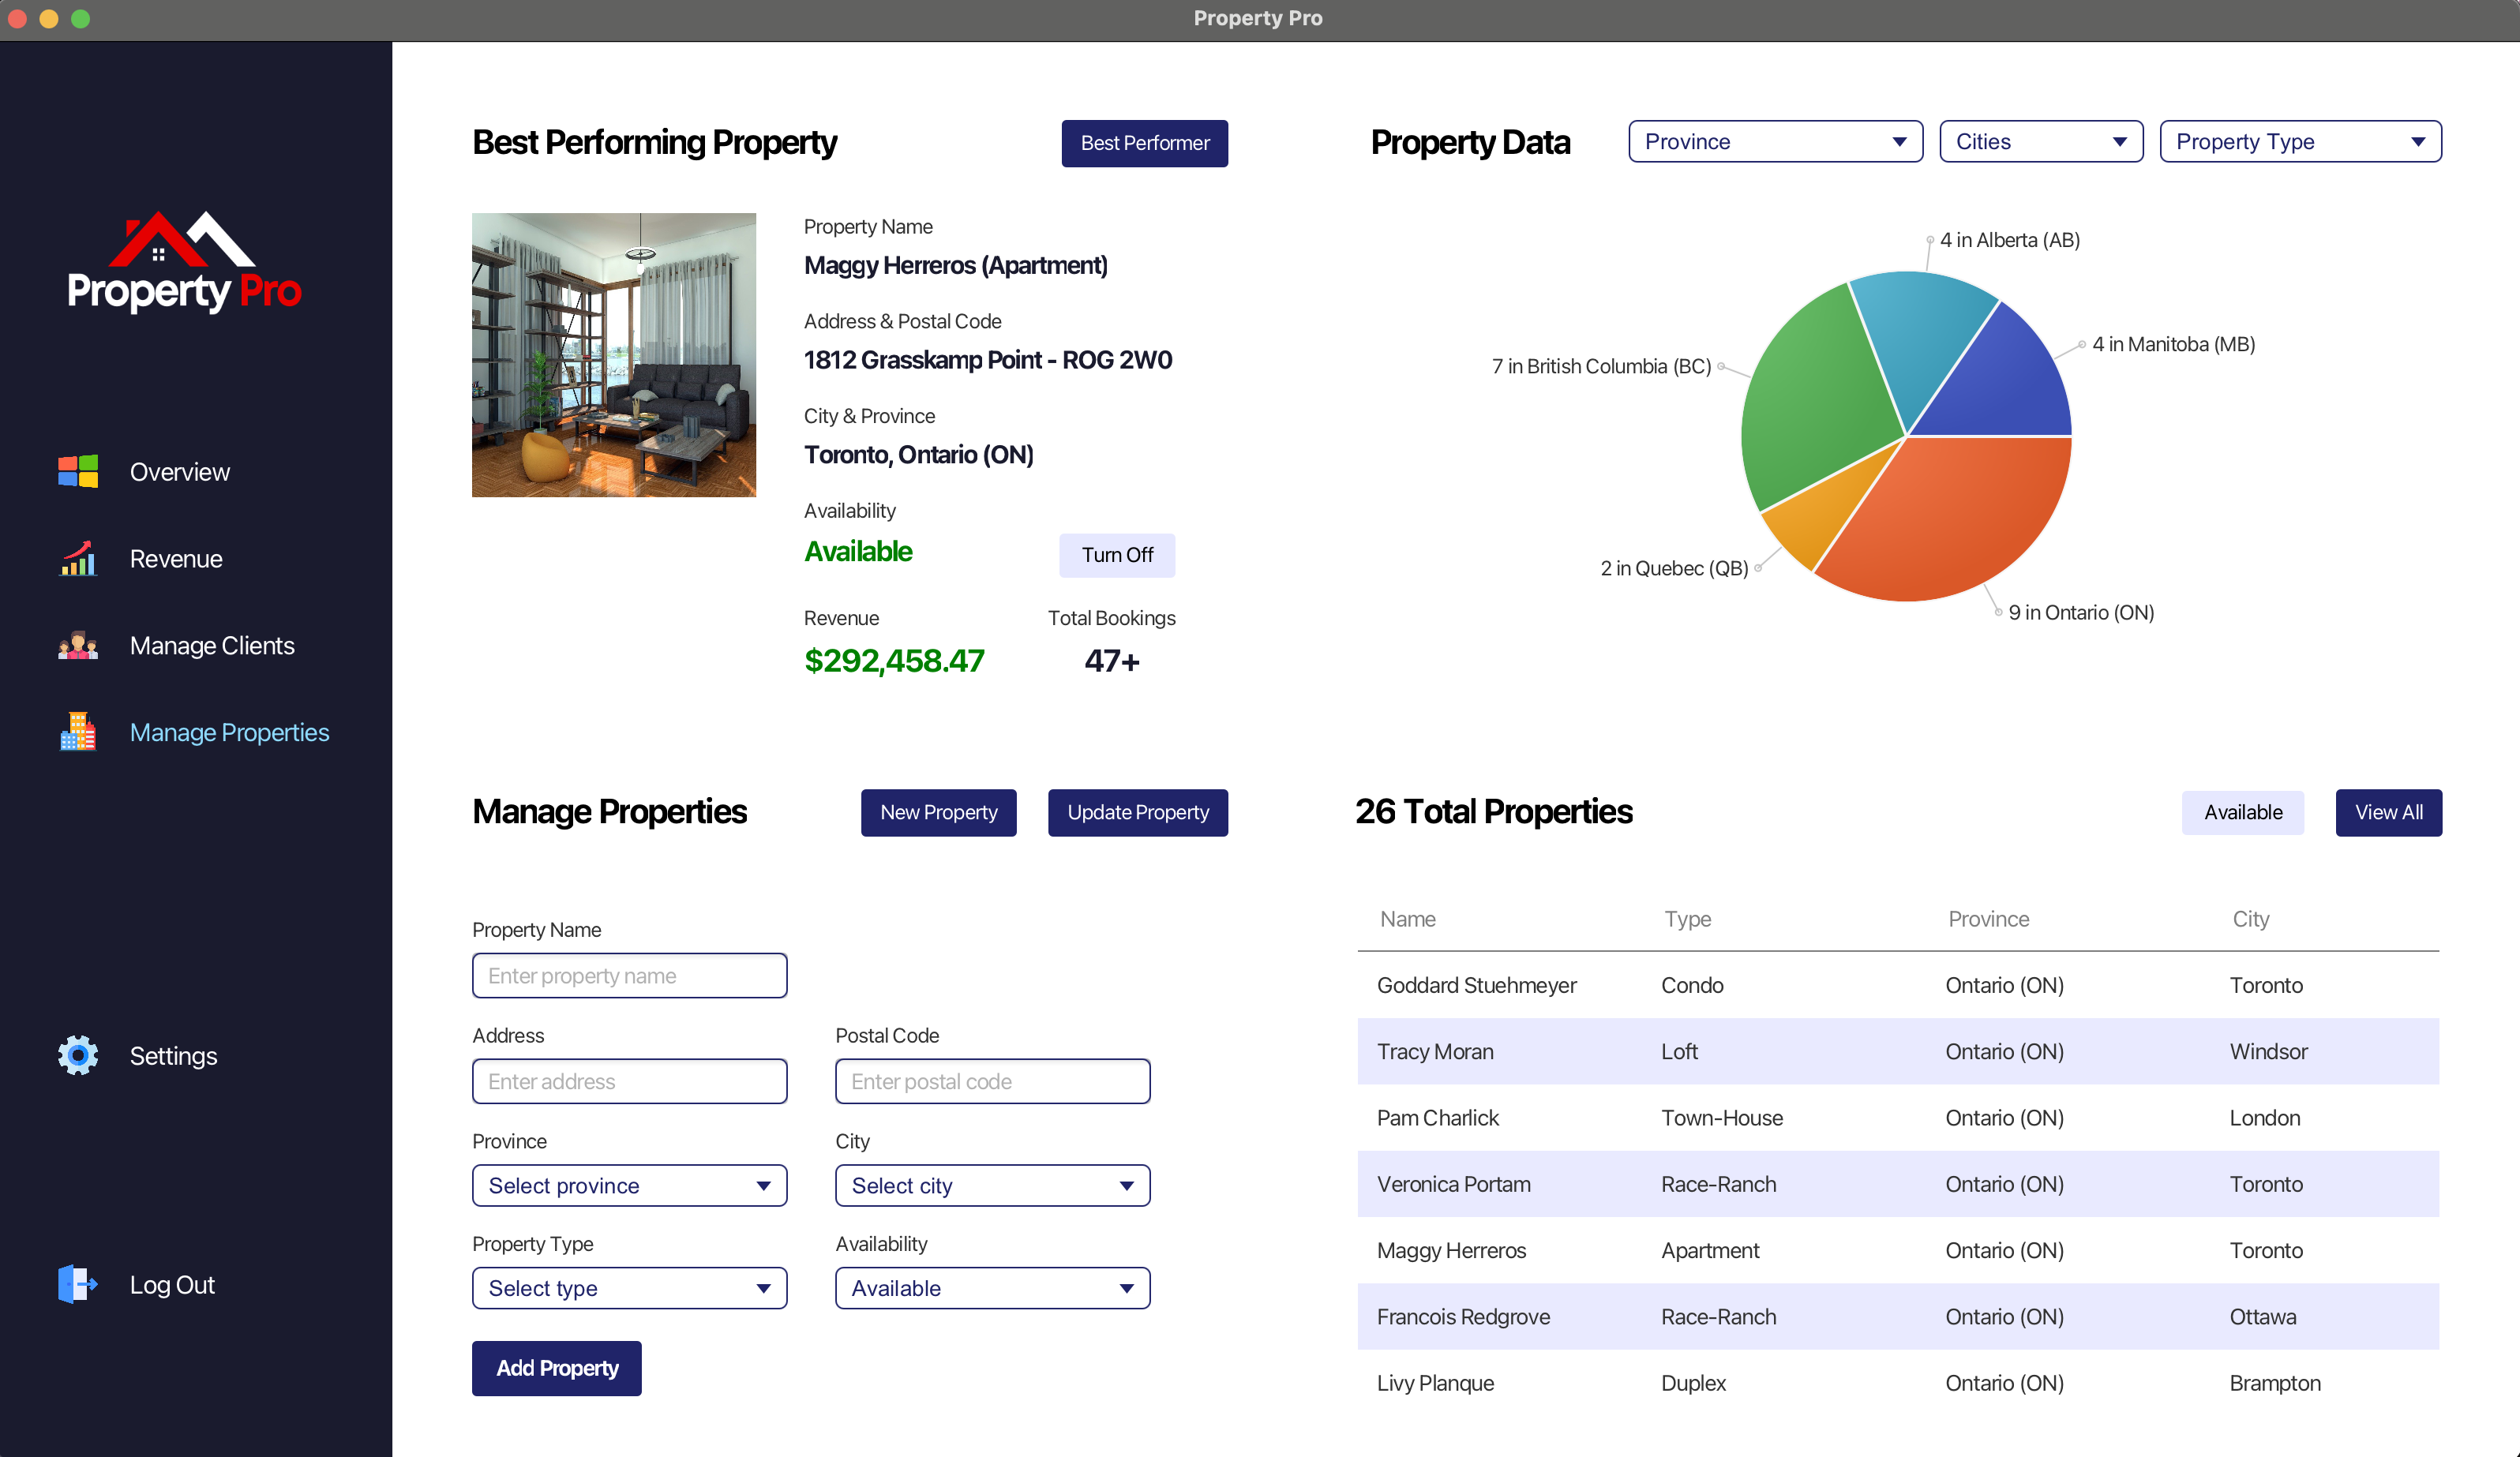 Property Pro
Property Pro
Overview
Revenue
Manage Clients
Manage Properties
Settings
Log Out
Best Performing Property
Best Performer
Property Name
Maggy Herreros (Apartment)
Address & Postal Code
1812 Grasskamp Point - ROG 2W0
City & Province
Toronto, Ontario (ON)
Availability
Available
Turn Off
Revenue
Total Bookings
$292,458.47
47+
Property Data
Province
Cities
Property Type
4 in Alberta (AB)
4 in Manitoba (MB)
7 in British Columbia (BC)
2 in Quebec (QB)
9 in Ontario (ON)
Manage Properties
New Property
Update Property
Property Name
Enter property name
Address
Postal Code
Enter address
Enter postal code
Province
City
Select province
Select city
Property Type
Availability
Select type
Available
Add Property
26 Total Properties
Available
View All
Name Type Province City
Goddard Stuehmeyer Condo Ontario (ON) Toronto
Tracy Moran Loft Ontario (ON) Windsor
Pam Charlick Town-House Ontario (ON) London
Veronica Portam Race-Ranch Ontario (ON) Toronto
Maggy Herreros Apartment Ontario (ON) Toronto
Francois Redgrove Race-Ranch Ontario (ON) Ottawa
Livy Planque Duplex Ontario (ON) Brampton